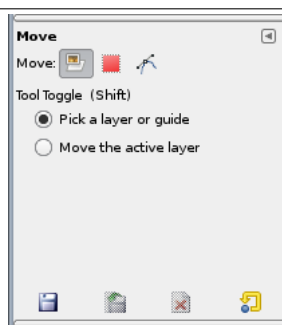 Move
Move:
Tool Toggle (Shift)
Pick a layer or guide
Move the active layer